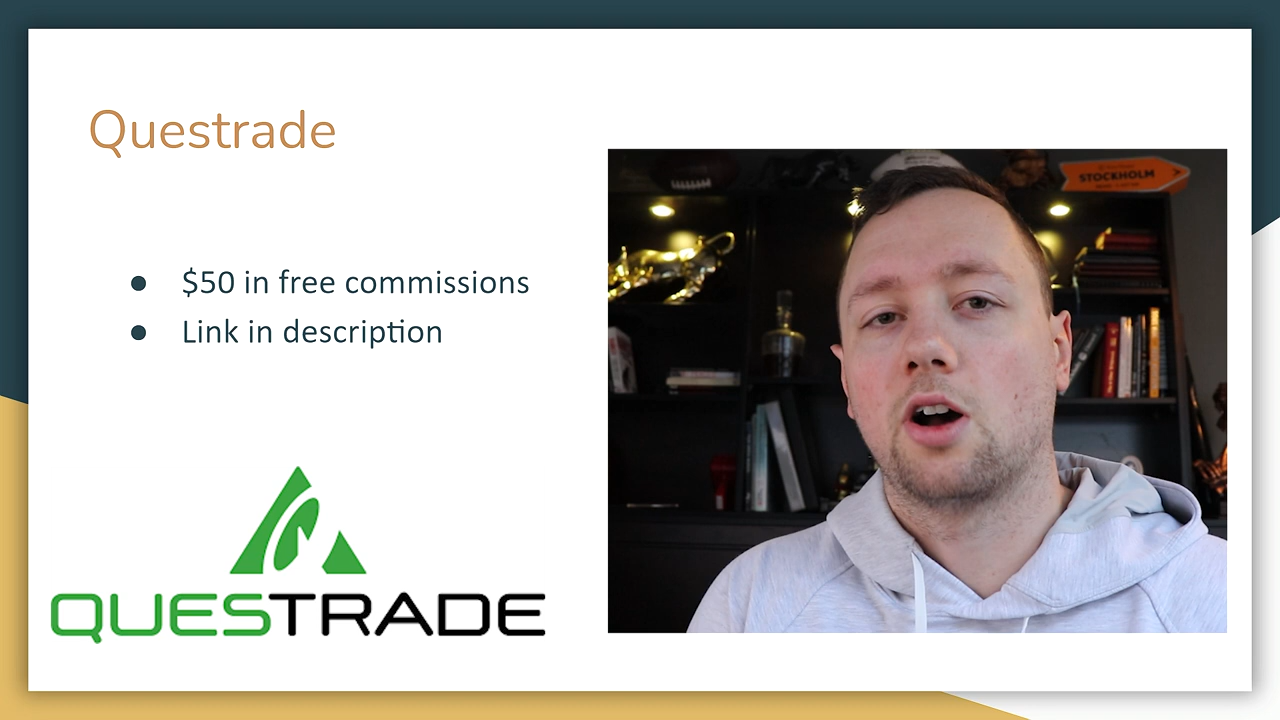 Questrade
$50 in free commissions
Link in description
QUESTRADE
STOCKHOLM